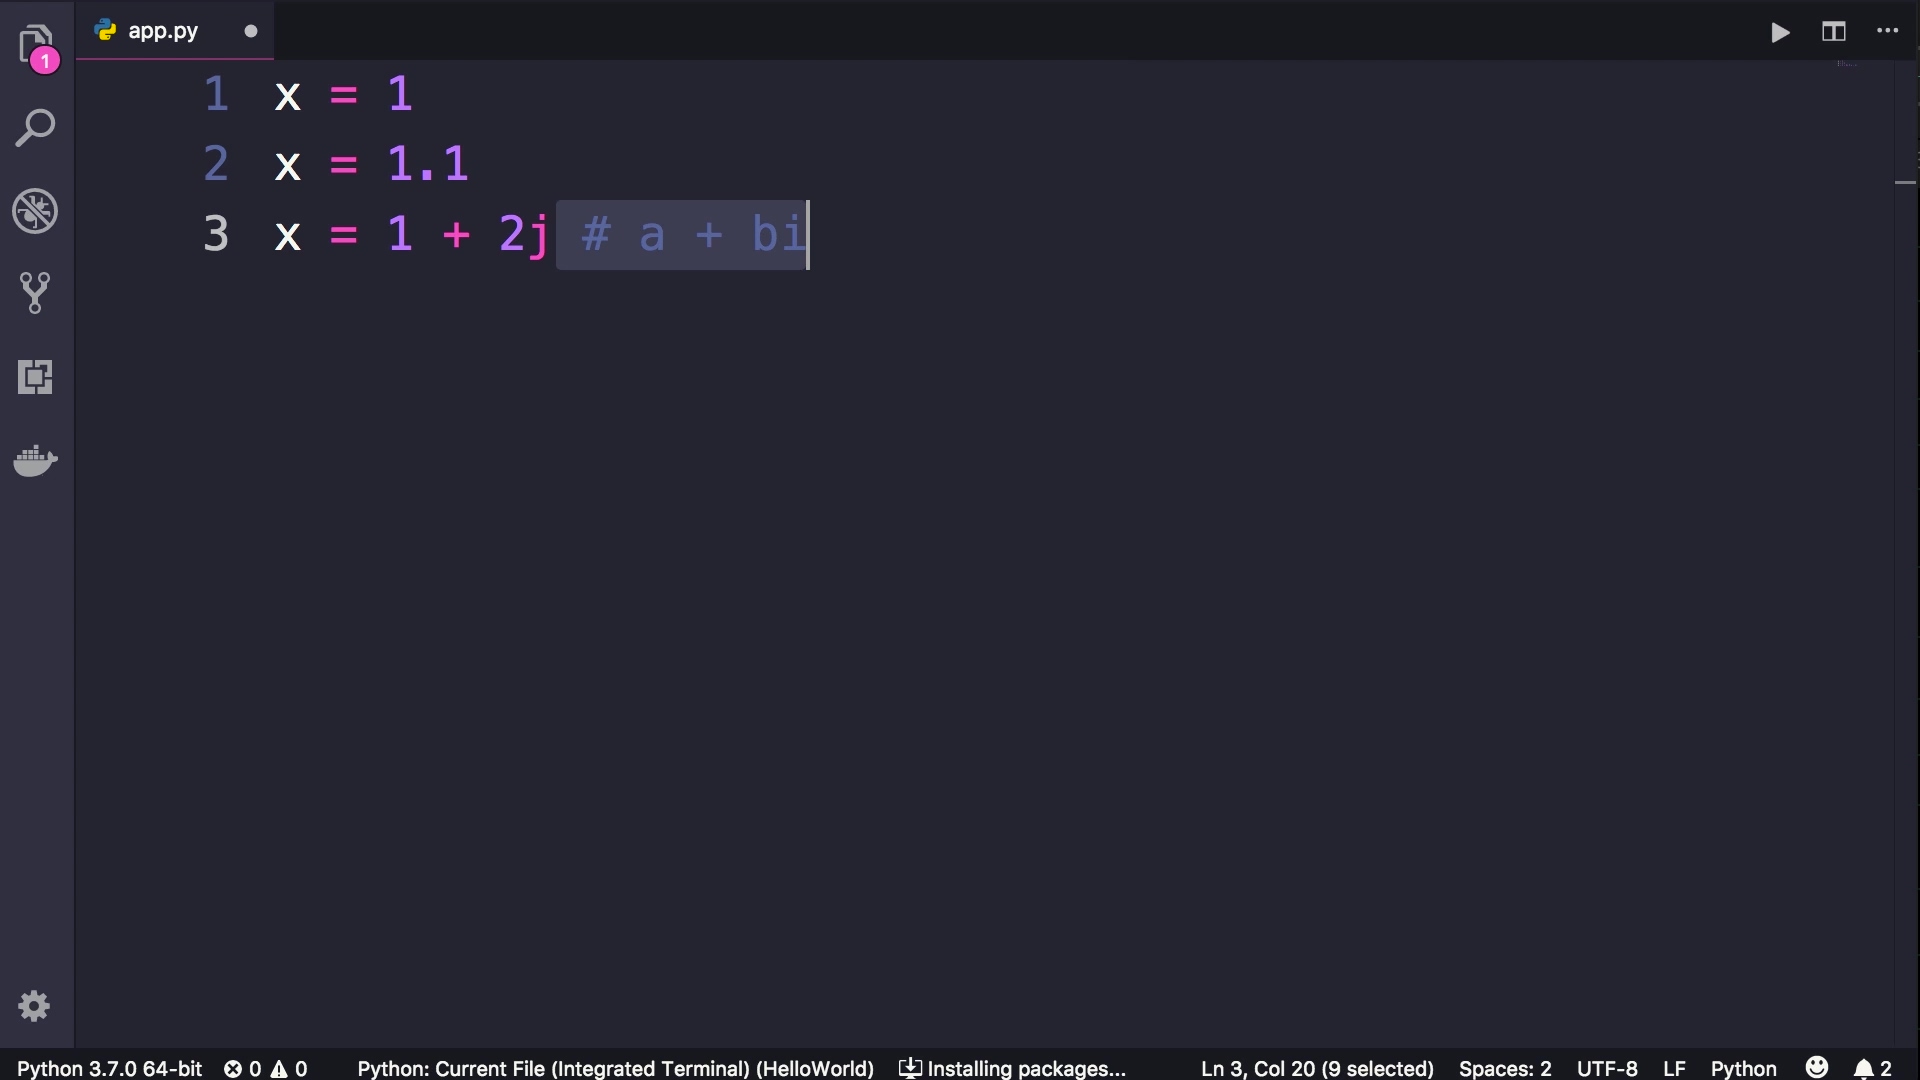 1
app.py
1 x = 1
2 x = 1.1
3 x = 1 + 2j # a + bi
Python 3.7.0 64-bit 0 0 Python: Current File (Integrated Terminal) (HelloWorld) Installing packages... Ln 3, Col 20 (9 selected) Spaces: 2 UTF-8 LF Python 2